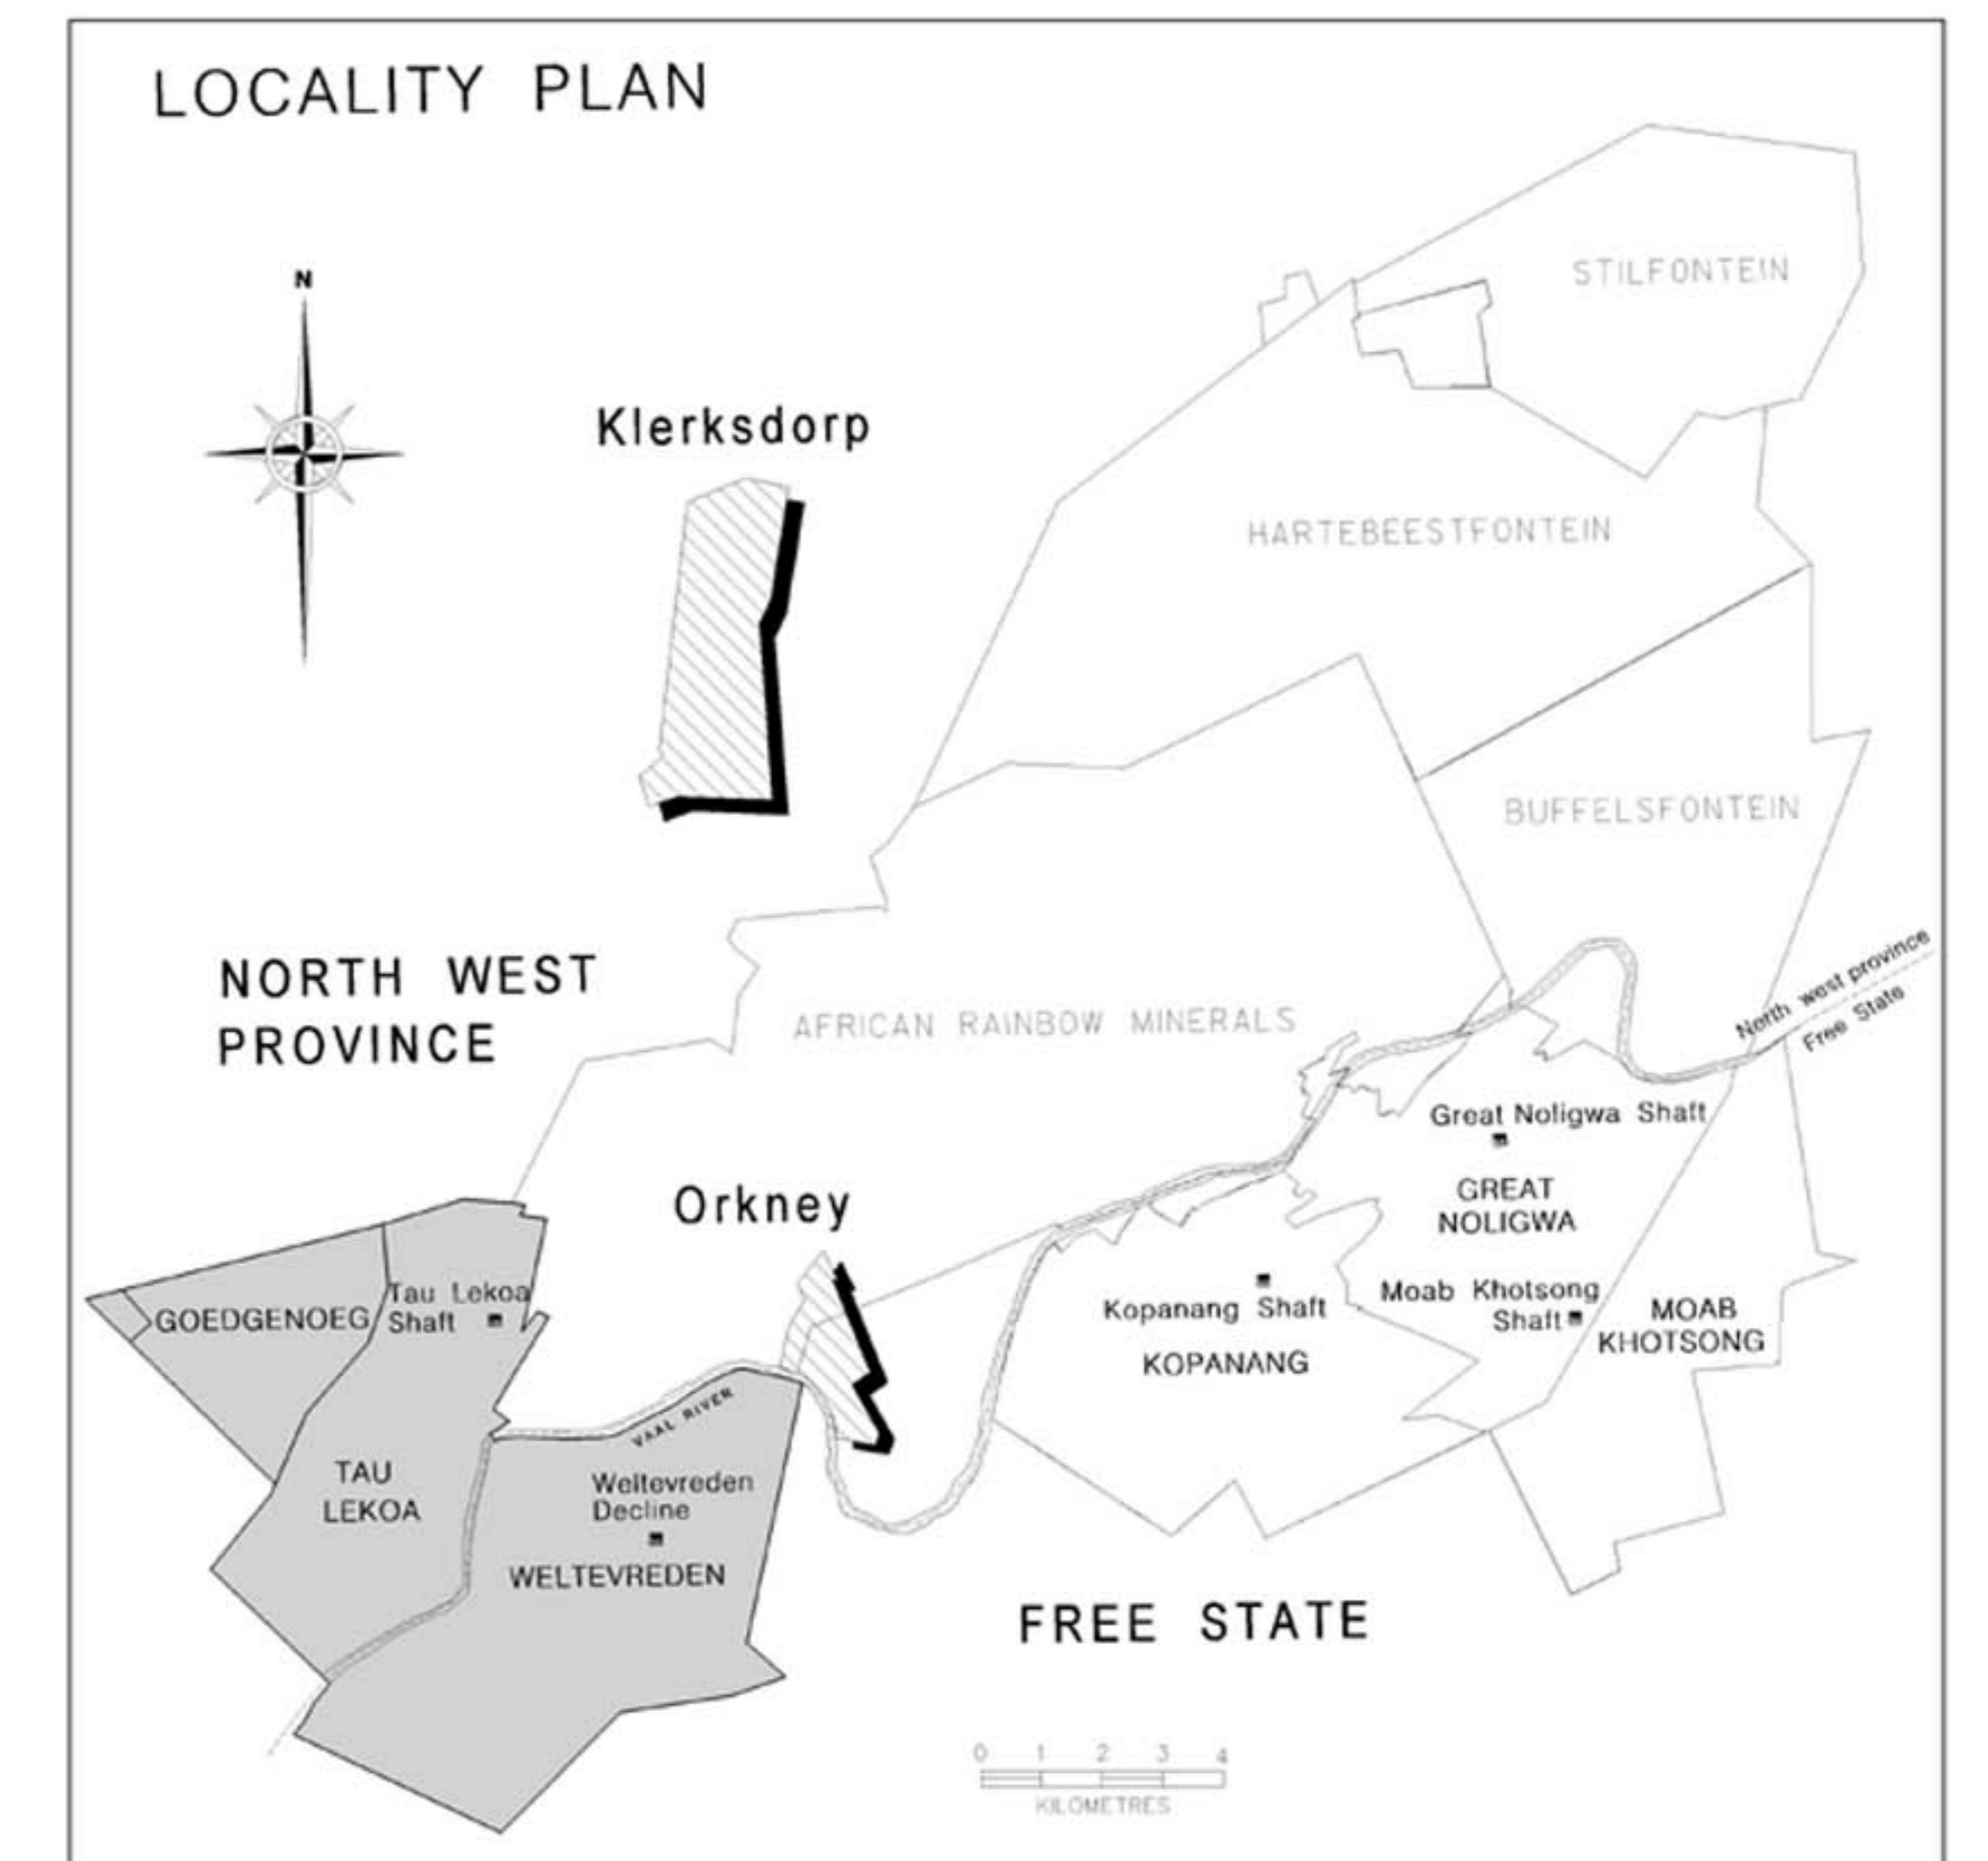 LOCALITY PLAN
N
STILFONTEIN
Klerksdorp
HARTEBEESTFONTEIN
BUFFELSFONTEIN
NORTH WEST
PROVINCE
AFRICAN RAINBOW MINERALS
North west province
Free State
Great Noligwa Shaft
GREAT
NOLIGWA
Orkney
Tau Lekoa
Shaft
GOEDGENOEG
Kopanang Shaft
KOPANANG
Moab Khotsong
Shaft
MOAB
KHOTSONG
VAAL RIVER
TAU
LEKOA
Weltevreden
Decline
WELTEVREDEN
FREE STATE
0 1 2 3 4
KILOMETRES